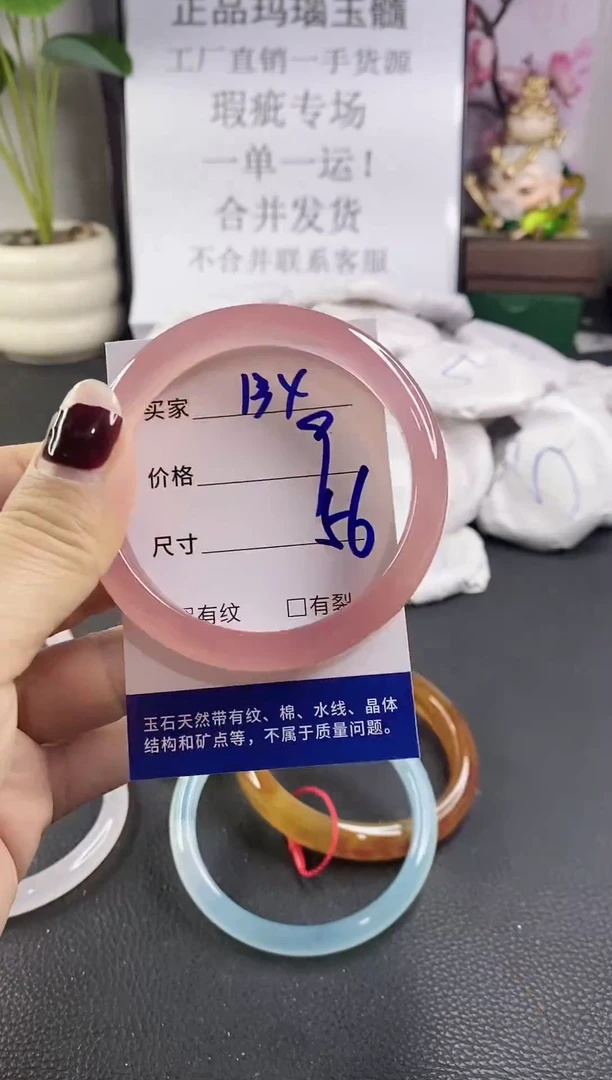 正品玛瑙玉髓
工厂直销一手货源
瑕疵专场
一单一运！
合并发货
不合并联系客服
买家
价格
尺寸 56
有纹 □有裂
玉石天然带有纹、棉、水线、晶体
结构和矿点等，不属于质量问题。